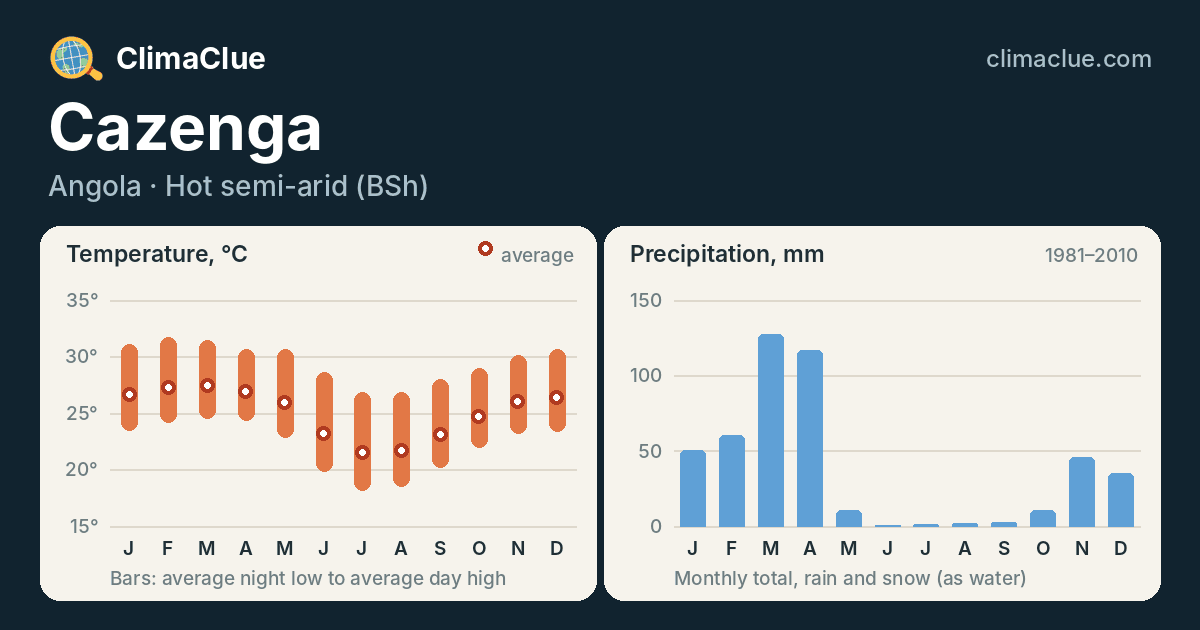 ClimaClue
climaclue.com
Cazenga
Angola · Hot semi-arid (BSh)
Temperature, °C
average
35°
30°
25°
20°
15°
J F M A M J J A S O N D
Bars: average night low to average day high
Precipitation, mm
1981–2010
150
100
50
0
J F M A M J J A S O N D
Monthly total, rain and snow (as water)